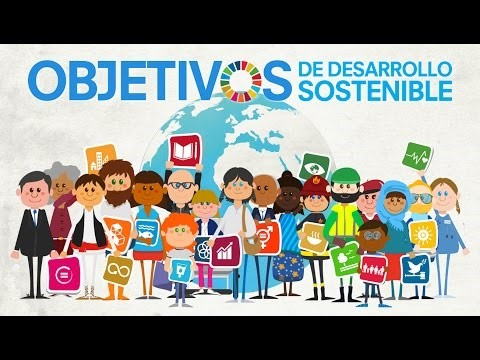 OBJETIVOS
DE DESARROLLO
SOSTENIBLE